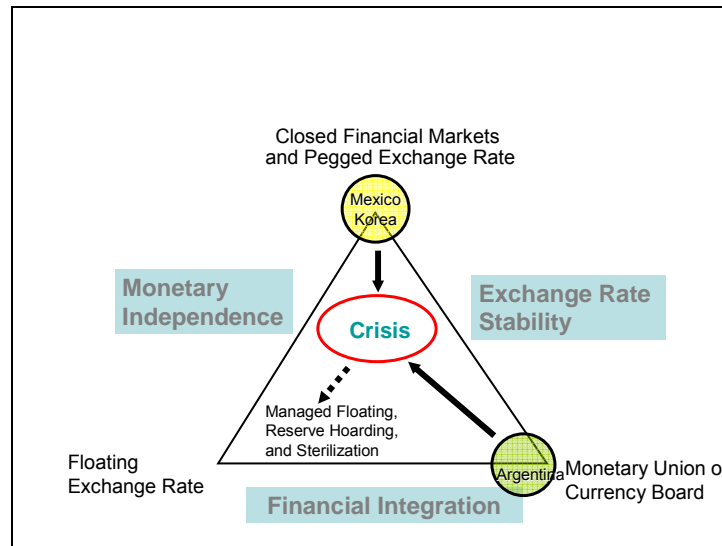 Closed Financial Markets
and Pegged Exchange Rate
Mexico
Korea
Monetary
Independence
Exchange Rate
Stability
Crisis
Managed Floating,
Reserve Hoarding,
and Sterilization
Floating
Exchange Rate
Argentina
Monetary Union o
Currency Board
Financial Integration